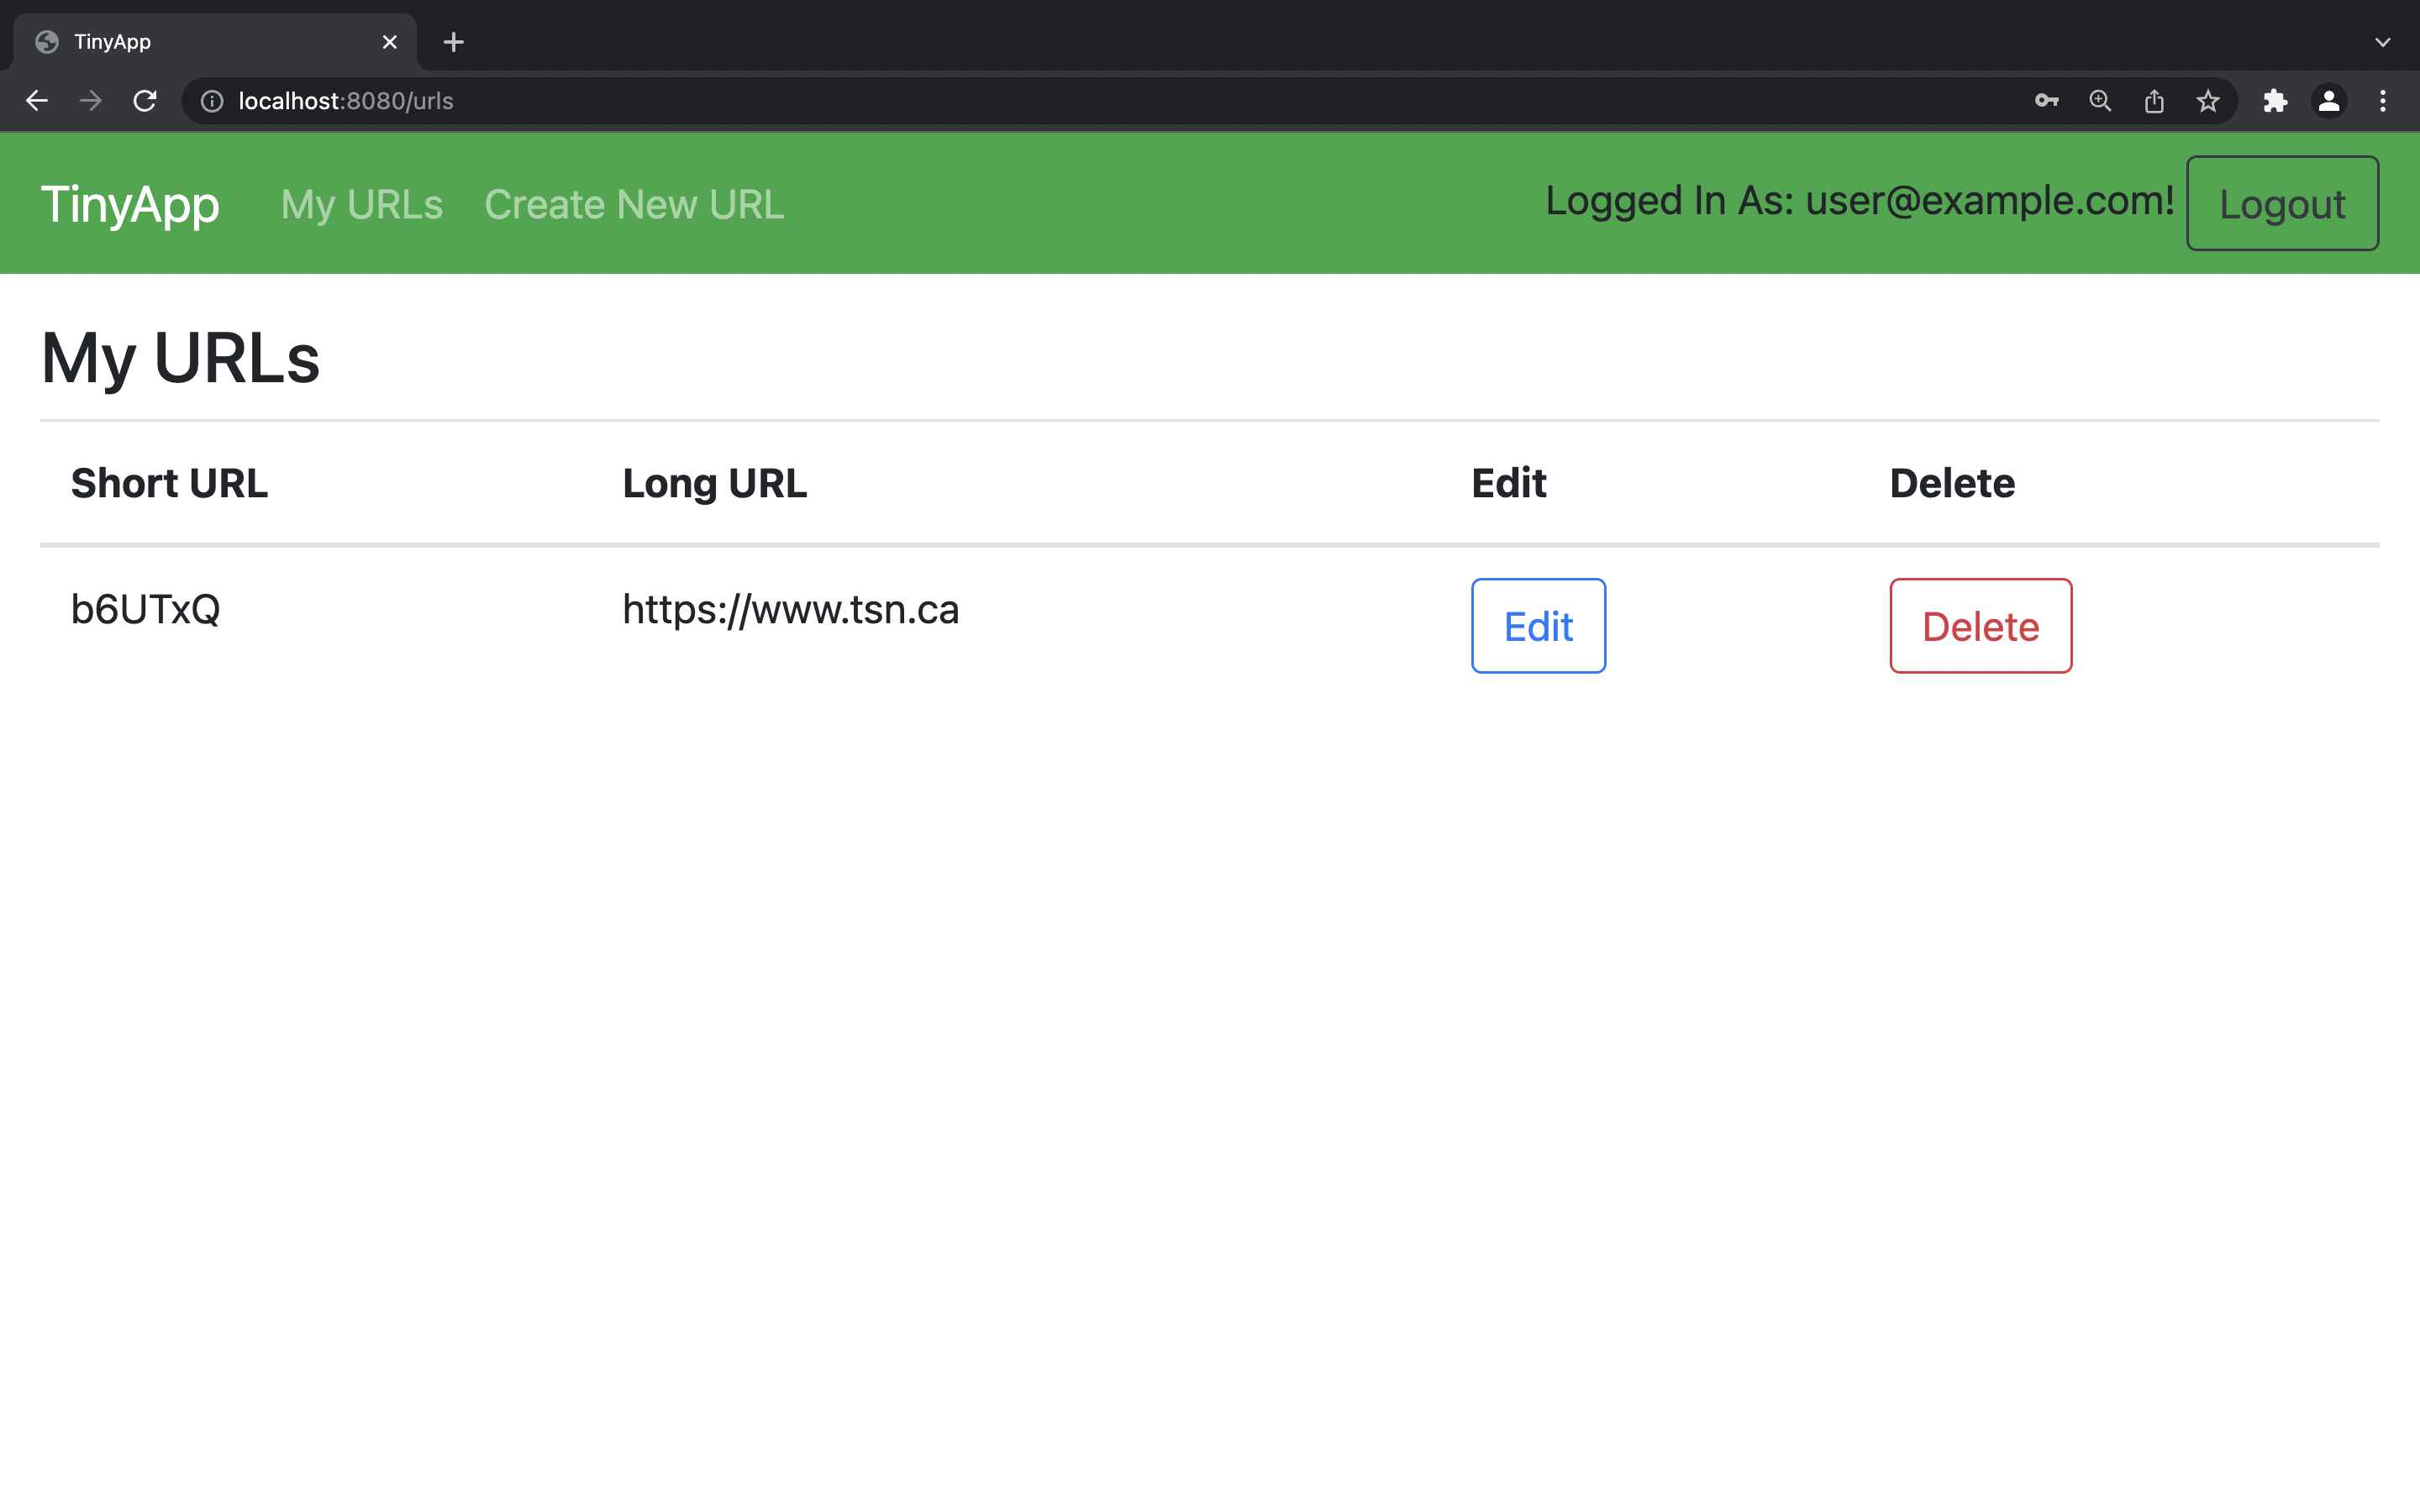 TinyApp
localhost:8080/urls
TinyApp My URLs Create New URL Logged In As: user@example.com! Logout
My URLs
Short URL Long URL Edit Delete
b6UTxQ https://www.tsn.ca Edit Delete